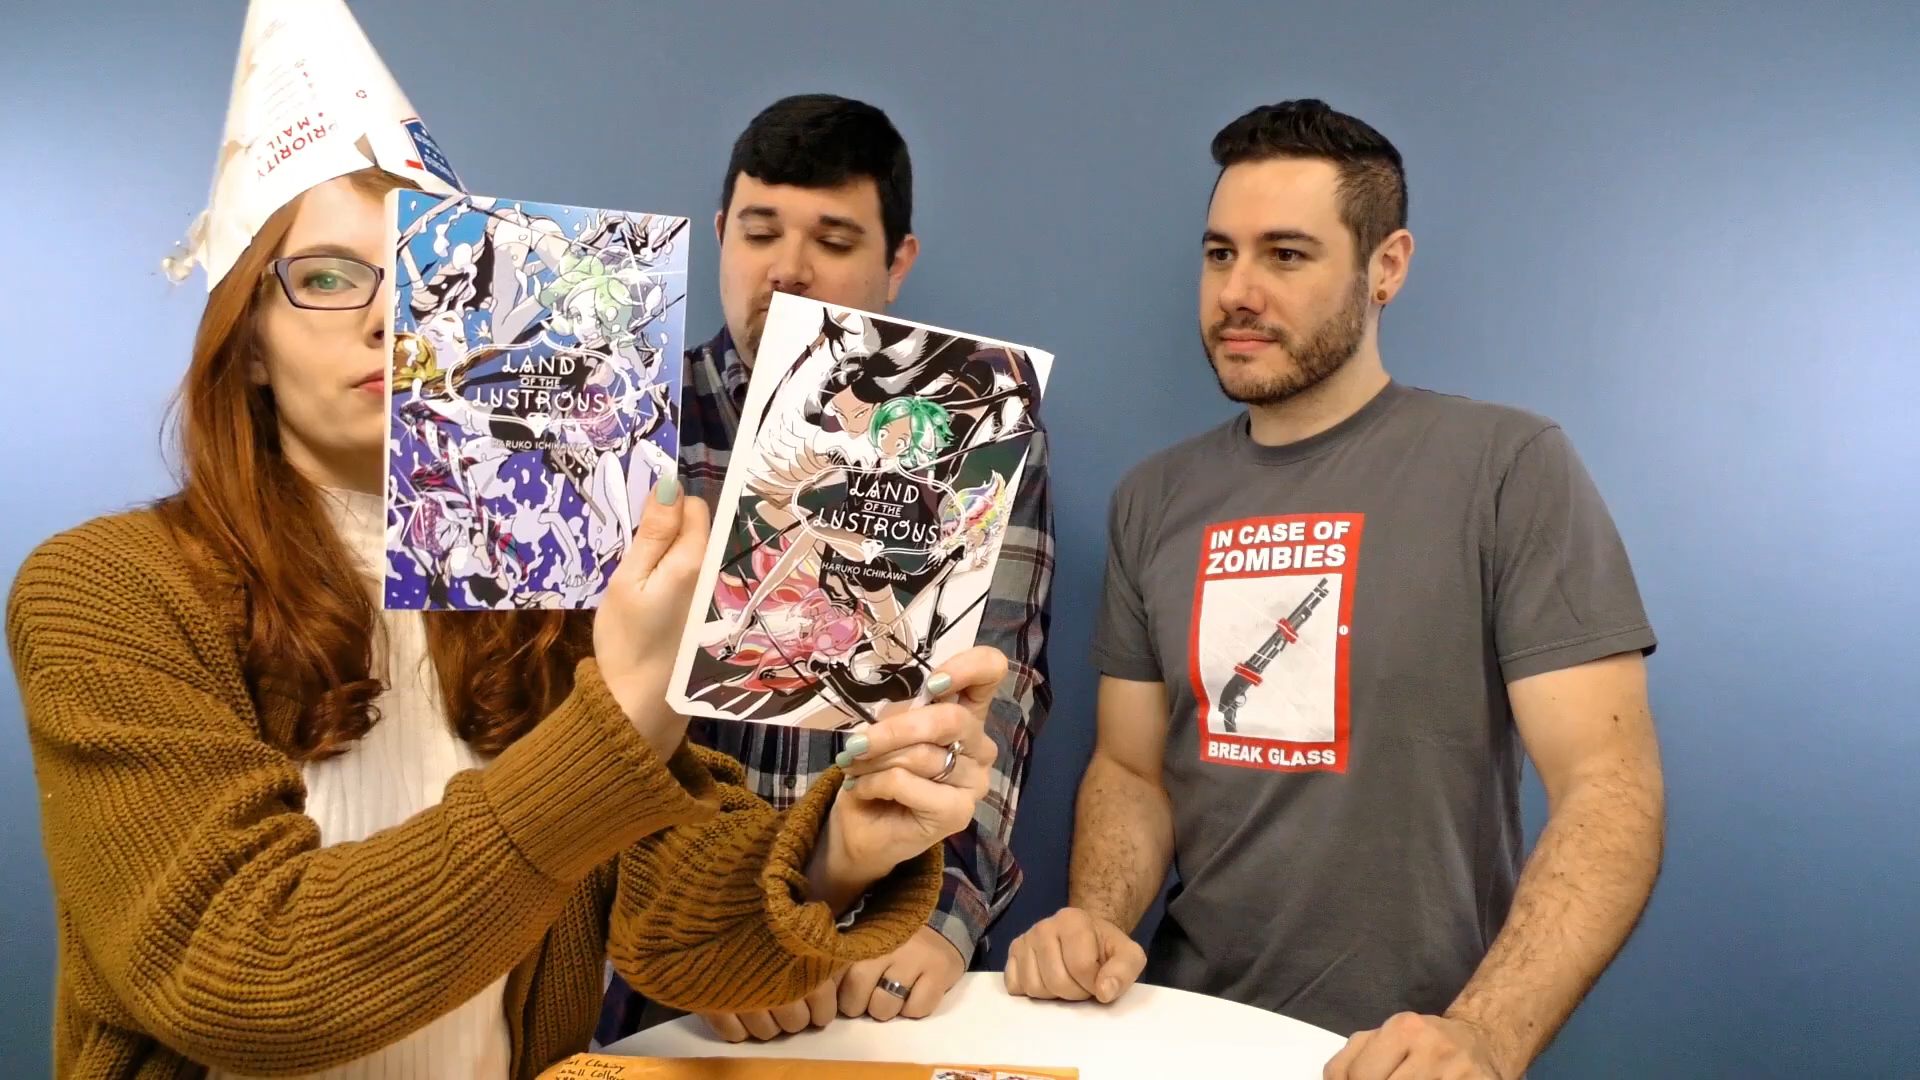 PRIORITY
MAIL
LAND
OF THE
LUSTROUS
HARUKO ICHIKAWA
LAND
OF THE
LUSTROUS
HARUKO ICHIKAWA
IN CASE OF
ZOMBIES
BREAK GLASS